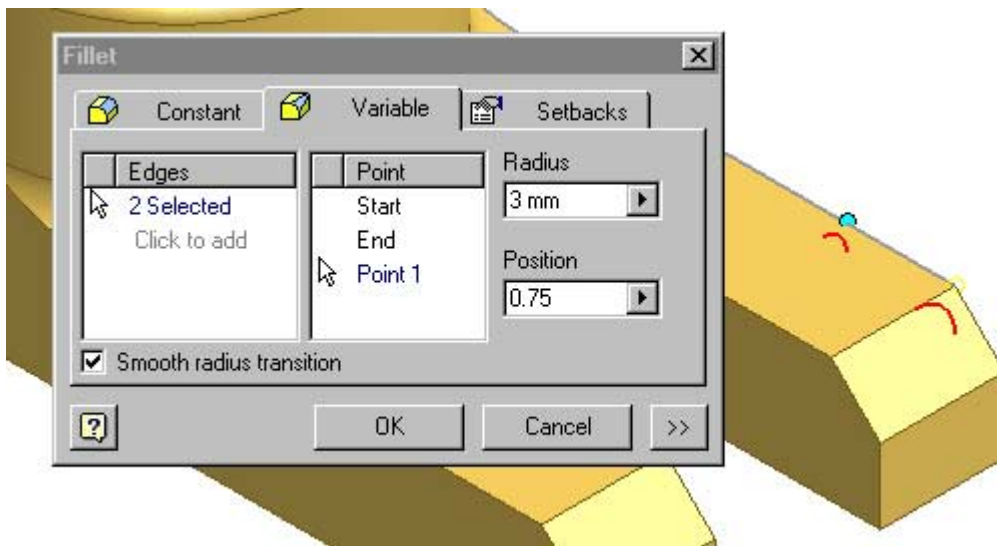 Fillet
Constant Variable Setbacks
Edges
2 Selected
Click to add
Point
Start
End
Point 1
Radius
3 mm
Position
0.75
Smooth radius transition
? OK Cancel >>